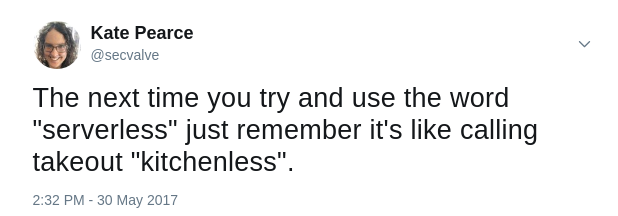 Kate Pearce
@secvalve
The next time you try and use the word
"serverless" just remember it's like calling
takeout "kitchenless".
2:32 PM - 30 May 2017